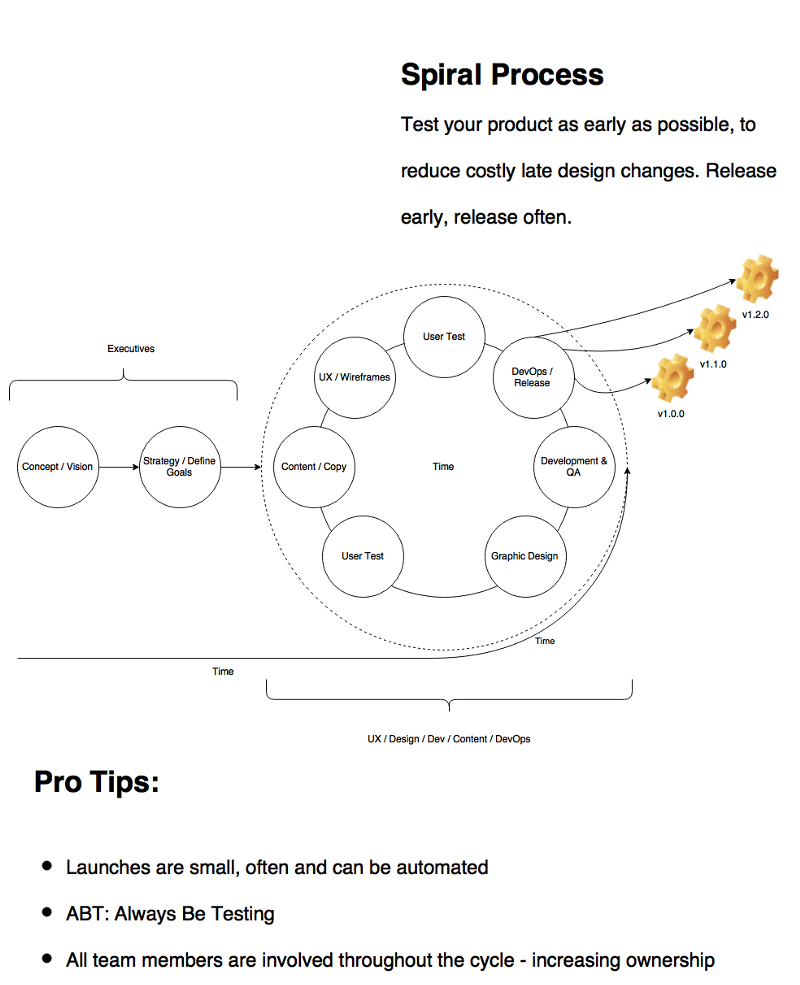 Spiral Process
Test your product as early as possible, to
reduce costly late design changes. Release
early, release often.
v1.2.0
v1.1.0
v1.0.0
Executives
User Test
UX / Wireframes
DevOps /
Release
Concept / Vision
Strategy / Define
Goals
Content / Copy
Time
Development &
QA
User Test
Graphic Design
Time
Time
UX / Design / Dev / Content / DevOps
Pro Tips:
● Launches are small, often and can be automated
● ABT: Always Be Testing
● All team members are involved throughout the cycle - increasing ownership